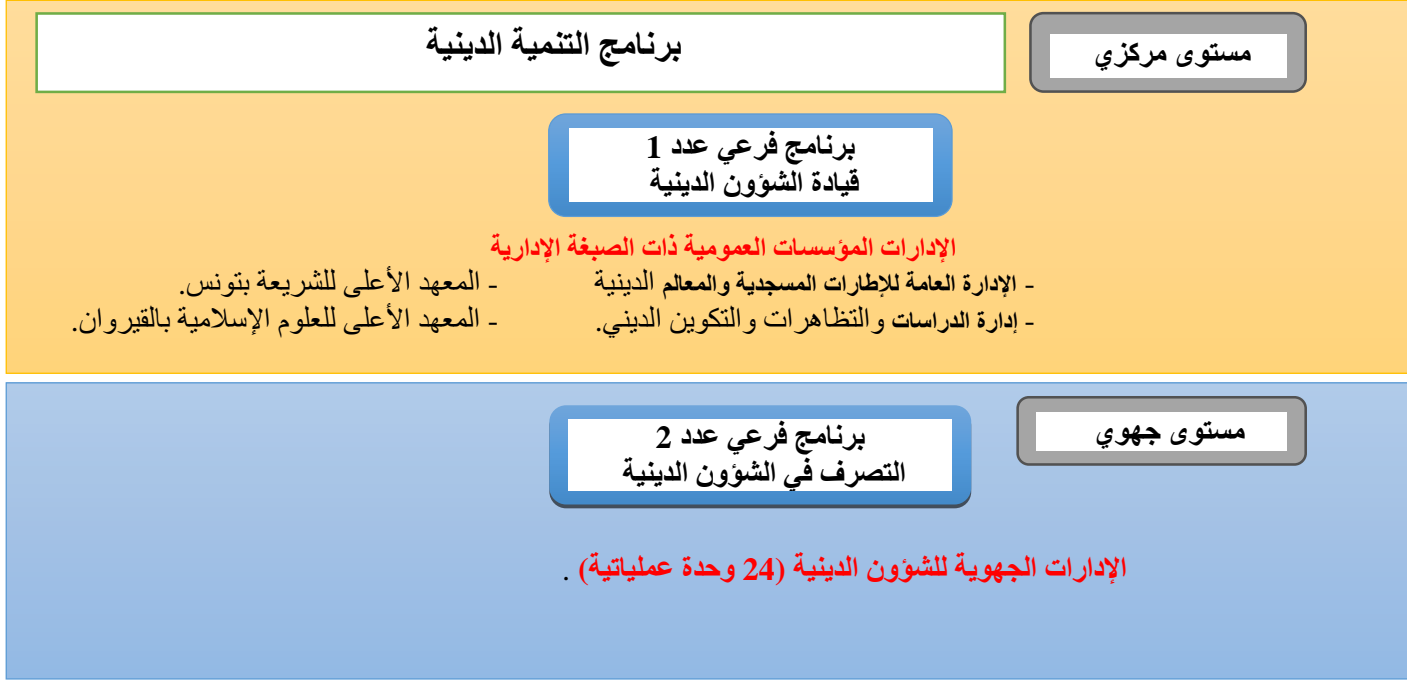 مستوى مركزي
برنامج التنمية الدينية
برنامج فرعي عدد 1
قيادة الشؤون الدينية
الإدارات المؤسسات العمومية ذات الصبغة الإدارية
- الإدارة العامة للإطارات المسجدية والمعالم الدينية - المعهد الأعلى للشريعة بتونس.
- إدارة الدراسات والتظاهرات والتكوين الديني. - المعهد الأعلى للعلوم الإسلامية بالقيروان.
مستوى جهوي
برنامج فرعي عدد 2
التصرف في الشؤون الدينية
الإدارات الجهوية للشؤون الدينية (24 وحدة عملياتية) .